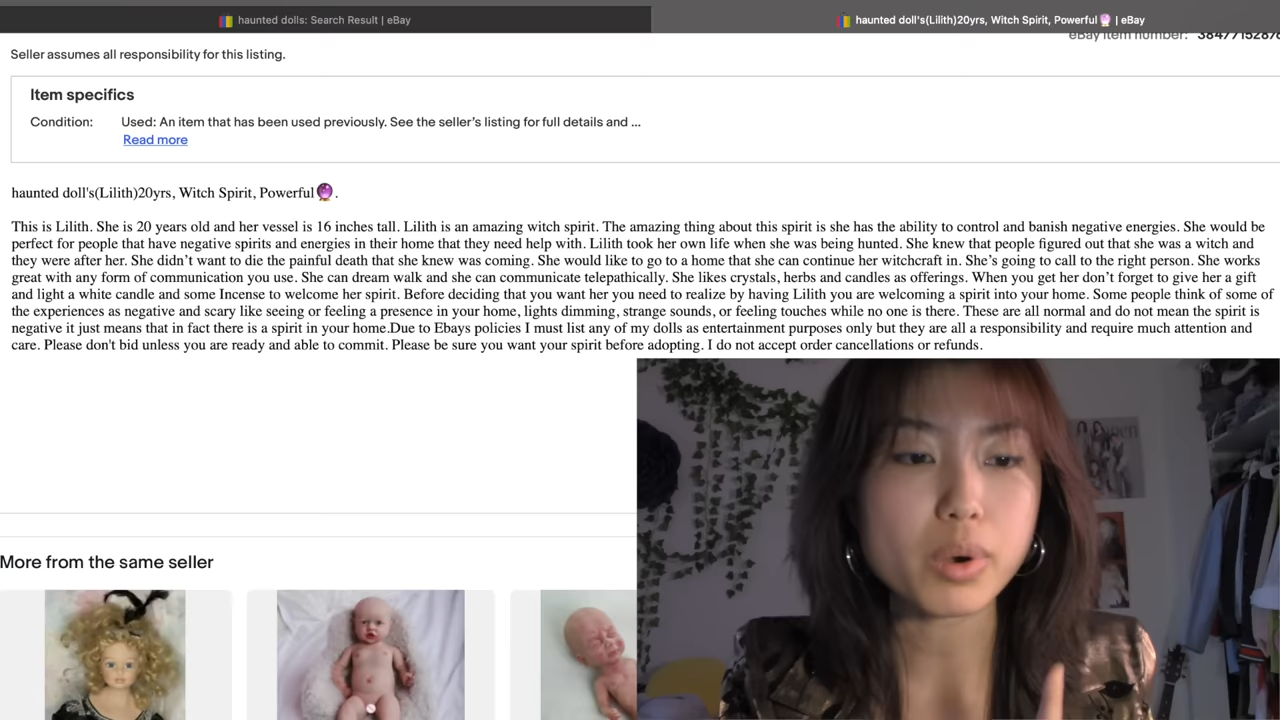 haunted dolls: Search Result | eBay
haunted doll's(Lilith)20yrs, Witch Spirit, Powerful🔮 | eBay
eBay item number:
Seller assumes all responsibility for this listing.
Item specifics
Condition: Used: An item that has been used previously. See the seller’s listing for full details and ...
Read more
haunted doll's(Lilith)20yrs, Witch Spirit, Powerful🔮.
This is Lilith. She is 20 years old and her vessel is 16 inches tall. Lilith is an amazing witch spirit. The amazing thing about this spirit is she has the ability to control and banish negative energies. She would be
perfect for people that have negative spirits and energies in their home that they need help with. Lilith took her own life when she was being hunted. She knew that people figured out that she was a witch and
they were after her. She didn’t want to die the painful death that she knew was coming. She would like to go to a home that she can continue her witchcraft in. She’s going to call to the right person. She works
great with any form of communication you use. She can dream walk and she can communicate telepathically. She likes crystals, herbs and candles as offerings. When you get her don’t forget to give her a gift
and light a white candle and some Incense to welcome her spirit. Before deciding that you want her you need to realize by having Lilith you are welcoming a spirit into your home. Some people think of some of
the experiences as negative and scary like seeing or feeling a presence in your home, lights dimming, strange sounds, or feeling touches while no one is there. These are all normal and do not mean the spirit is
negative it just means that in fact there is a spirit in your home.Due to Ebays policies I must list any of my dolls as entertainment purposes only but they are all a responsibility and require much attention and
care. Please don't bid unless you are ready and able to commit. Please be sure you want your spirit before adopting. I do not accept order cancellations or refunds.
More from the same seller